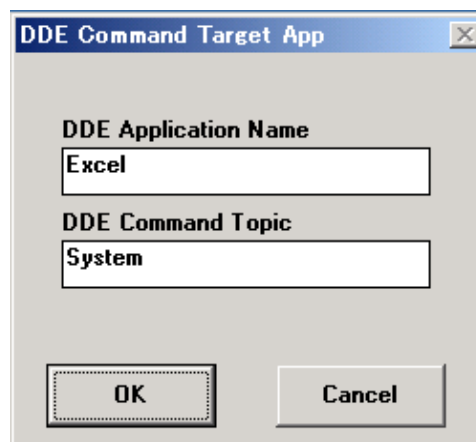 DDE Command Target App
DDE Application Name
Excel
DDE Command Topic
System
OK
Cancel